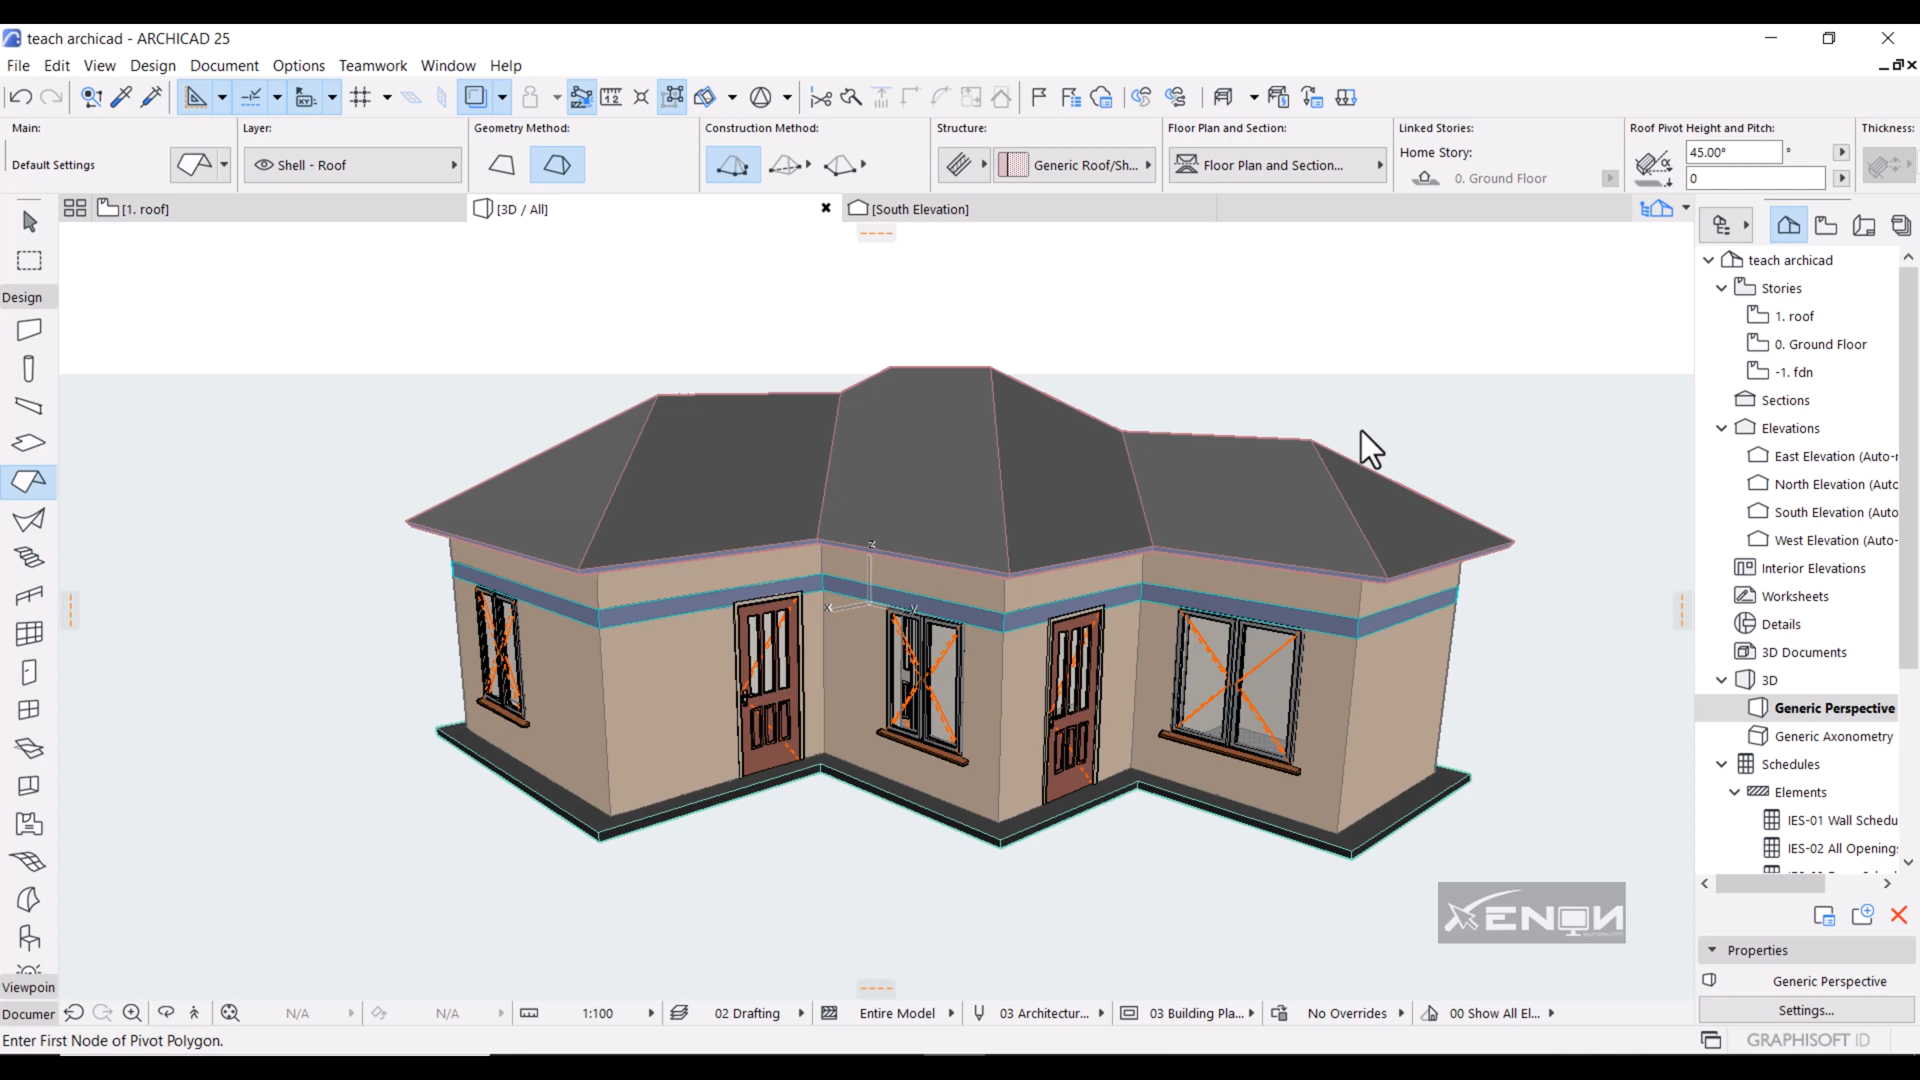 teach archicad - ARCHICAD 25
File Edit View Design Document Options Teamwork Window Help
Main:
Default Settings
Layer:
Shell - Roof
Geometry Method:
Construction Method:
Structure:
Generic Roof/Sh...
Floor Plan and Section:
Floor Plan and Section...
Linked Stories:
Home Story:
0. Ground Floor
Roof Pivot Height and Pitch:
45.00°
°
0
Thickness:
[1. roof]
[3D / All]
[South Elevation]
Design
Viewpoin
Documer
z
x
y
teach archicad
Stories
1. roof
0. Ground Floor
-1. fdn
Sections
Elevations
East Elevation (Auto-r
North Elevation (Autc
South Elevation (Auto
West Elevation (Auto-
Interior Elevations
Worksheets
Details
3D Documents
3D
Generic Perspective
Generic Axonometry
Schedules
Elements
IES-01 Wall Schedu
IES-02 All Opening:
XENON
Properties
Generic Perspective
Settings...
N/A
N/A
1:100
02 Drafting
Entire Model
03 Architectur...
03 Building Pla...
No Overrides
00 Show All El...
Enter First Node of Pivot Polygon.
GRAPHISOFT ID